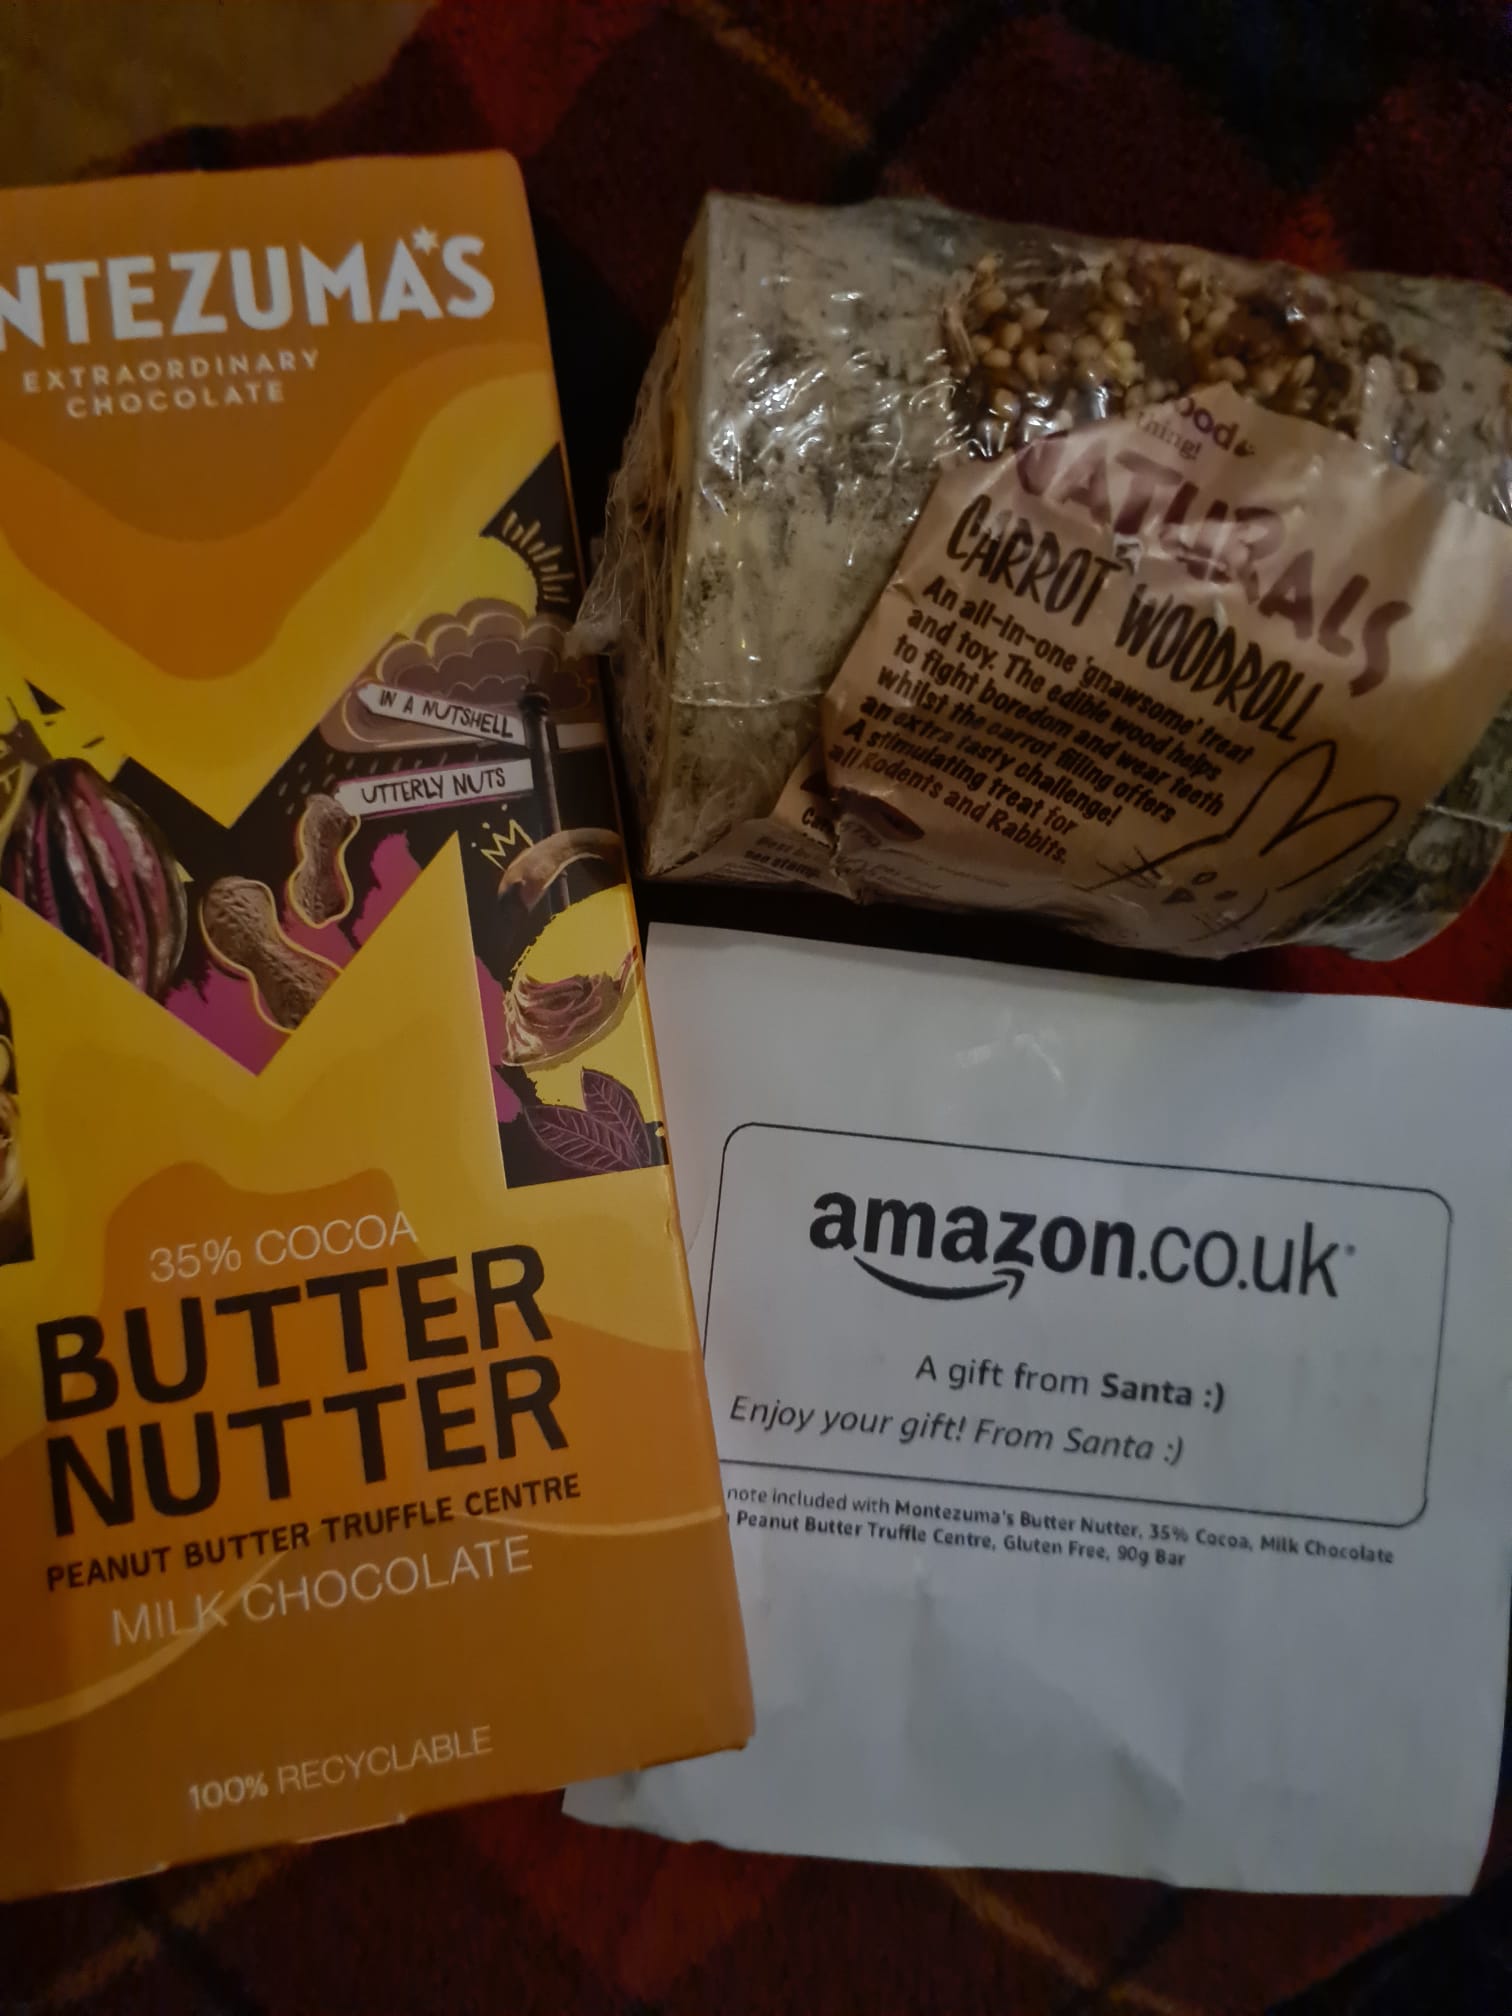 NTEZUMA'S
EXTRAORDINARY
CHOCOLATE
IN A NUTSHELL
UTTERLY NUTS
35% COCOA
BUTTER
NUTTER
PEANUT BUTTER TRUFFLE CENTRE
MILK CHOCOLATE
100% RECYCLABLE
ood
thing!
NATURALS
CARROT WOODROLL
An all-in-one 'gnawsome' treat
and toy. The edible wood helps
to fight boredom and wear teeth
whilst the carrot filling offers
an extra tasty challenge!
A stimulating treat for
all Rodents and Rabbits.
amazon.co.uk
A gift from Santa :)
Enjoy your gift! From Santa :)
note included with Montezuma's Butter Nutter, 35% Cocoa, Milk Chocolate
Peanut Butter Truffle Centre, Gluten Free, 90g Bar